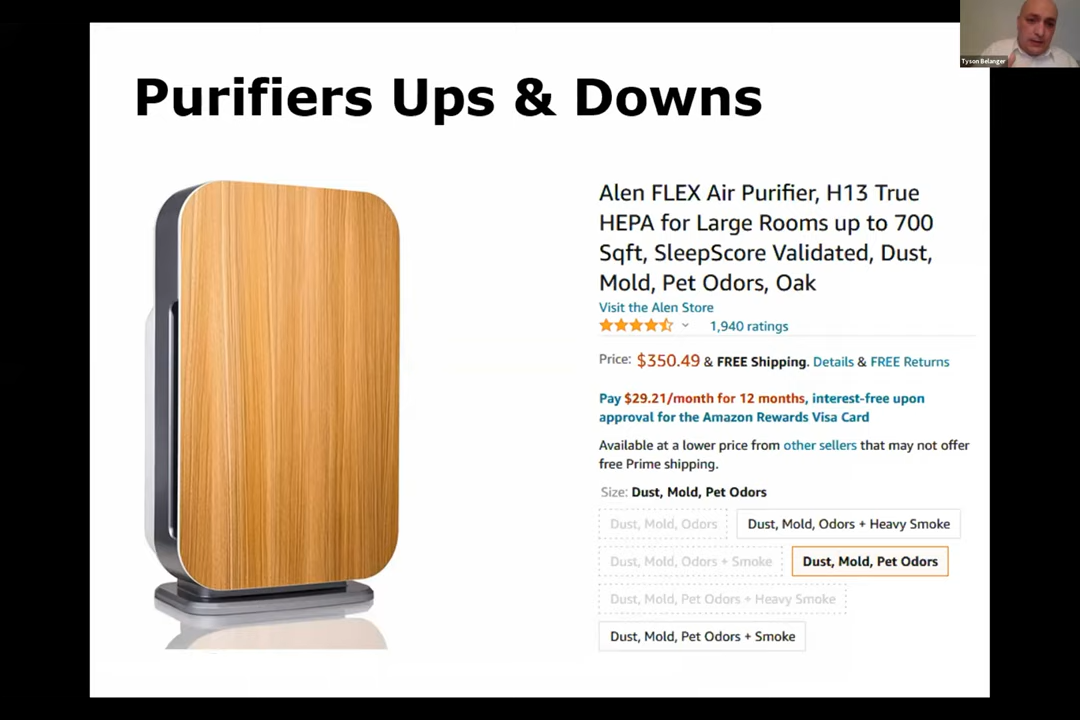 Tyson Belanger
Purifiers Ups & Downs
Alen FLEX Air Purifier, H13 True
HEPA for Large Rooms up to 700
Sqft, SleepScore Validated, Dust,
Mold, Pet Odors, Oak
Visit the Alen Store
1,940 ratings
Price: $350.49 & FREE Shipping. Details & FREE Returns
Pay $29.21/month for 12 months, interest-free upon
approval for the Amazon Rewards Visa Card
Available at a lower price from other sellers that may not offer
free Prime shipping.
Size: Dust, Mold, Pet Odors
Dust, Mold, Odors Dust, Mold, Odors + Heavy Smoke
Dust, Mold, Odors + Smoke Dust, Mold, Pet Odors
Dust, Mold, Pet Odors + Heavy Smoke
Dust, Mold, Pet Odors + Smoke